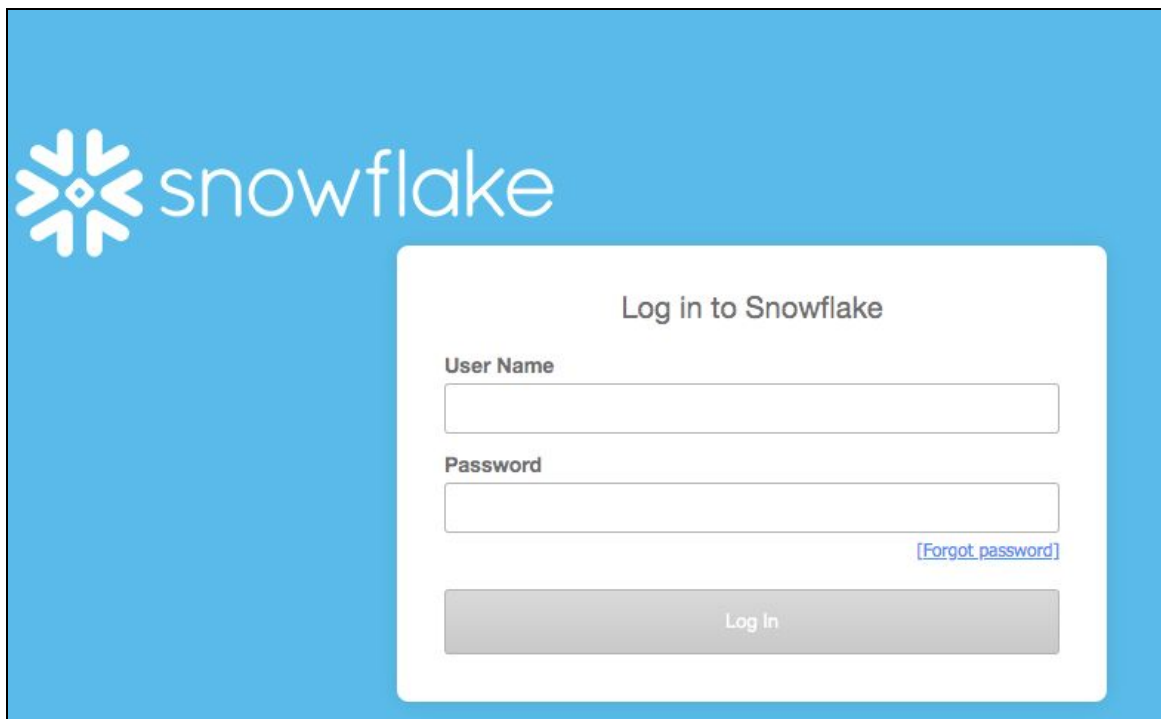 snowflake
Log in to Snowflake
User Name
Password
[Forgot password]
Log In